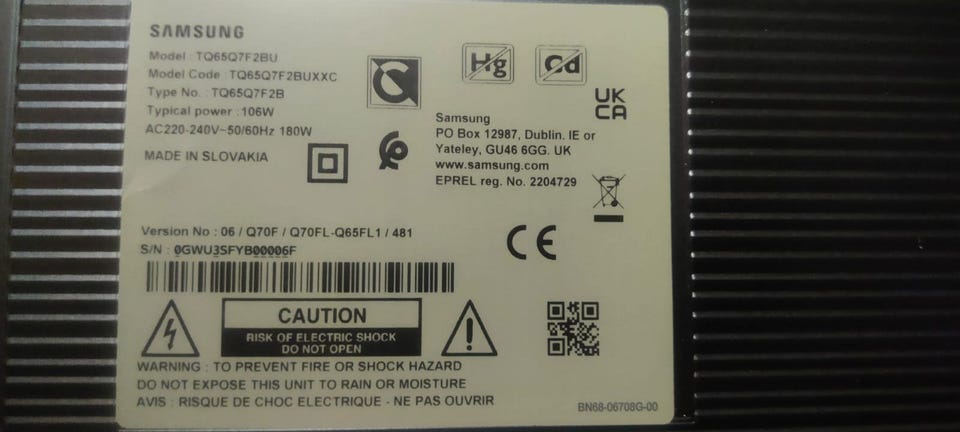 SAMSUNG
Model : TQ65Q7F2BU
Model Code : TQ65Q7F2BUXXC
Type No. : TQ65Q7F2B
Typical power : 106W
AC220-240V~50/60Hz 180W
MADE IN SLOVAKIA
Hg
Cd
UK
CA
Samsung
PO Box 12987, Dublin. IE or
Yateley, GU46 6GG. UK
www.samsung.com
EPREL reg. No. 2204729
Version No : 06 / Q70F / Q70FL-Q65FL1 / 481
S/N : 0GWU3SFYB00006F
CE
CAUTION
RISK OF ELECTRIC SHOCK
DO NOT OPEN
WARNING : TO PREVENT FIRE OR SHOCK HAZARD
DO NOT EXPOSE THIS UNIT TO RAIN OR MOISTURE
AVIS : RISQUE DE CHOC ELECTRIQUE - NE PAS OUVRIR
BN68-06708G-00